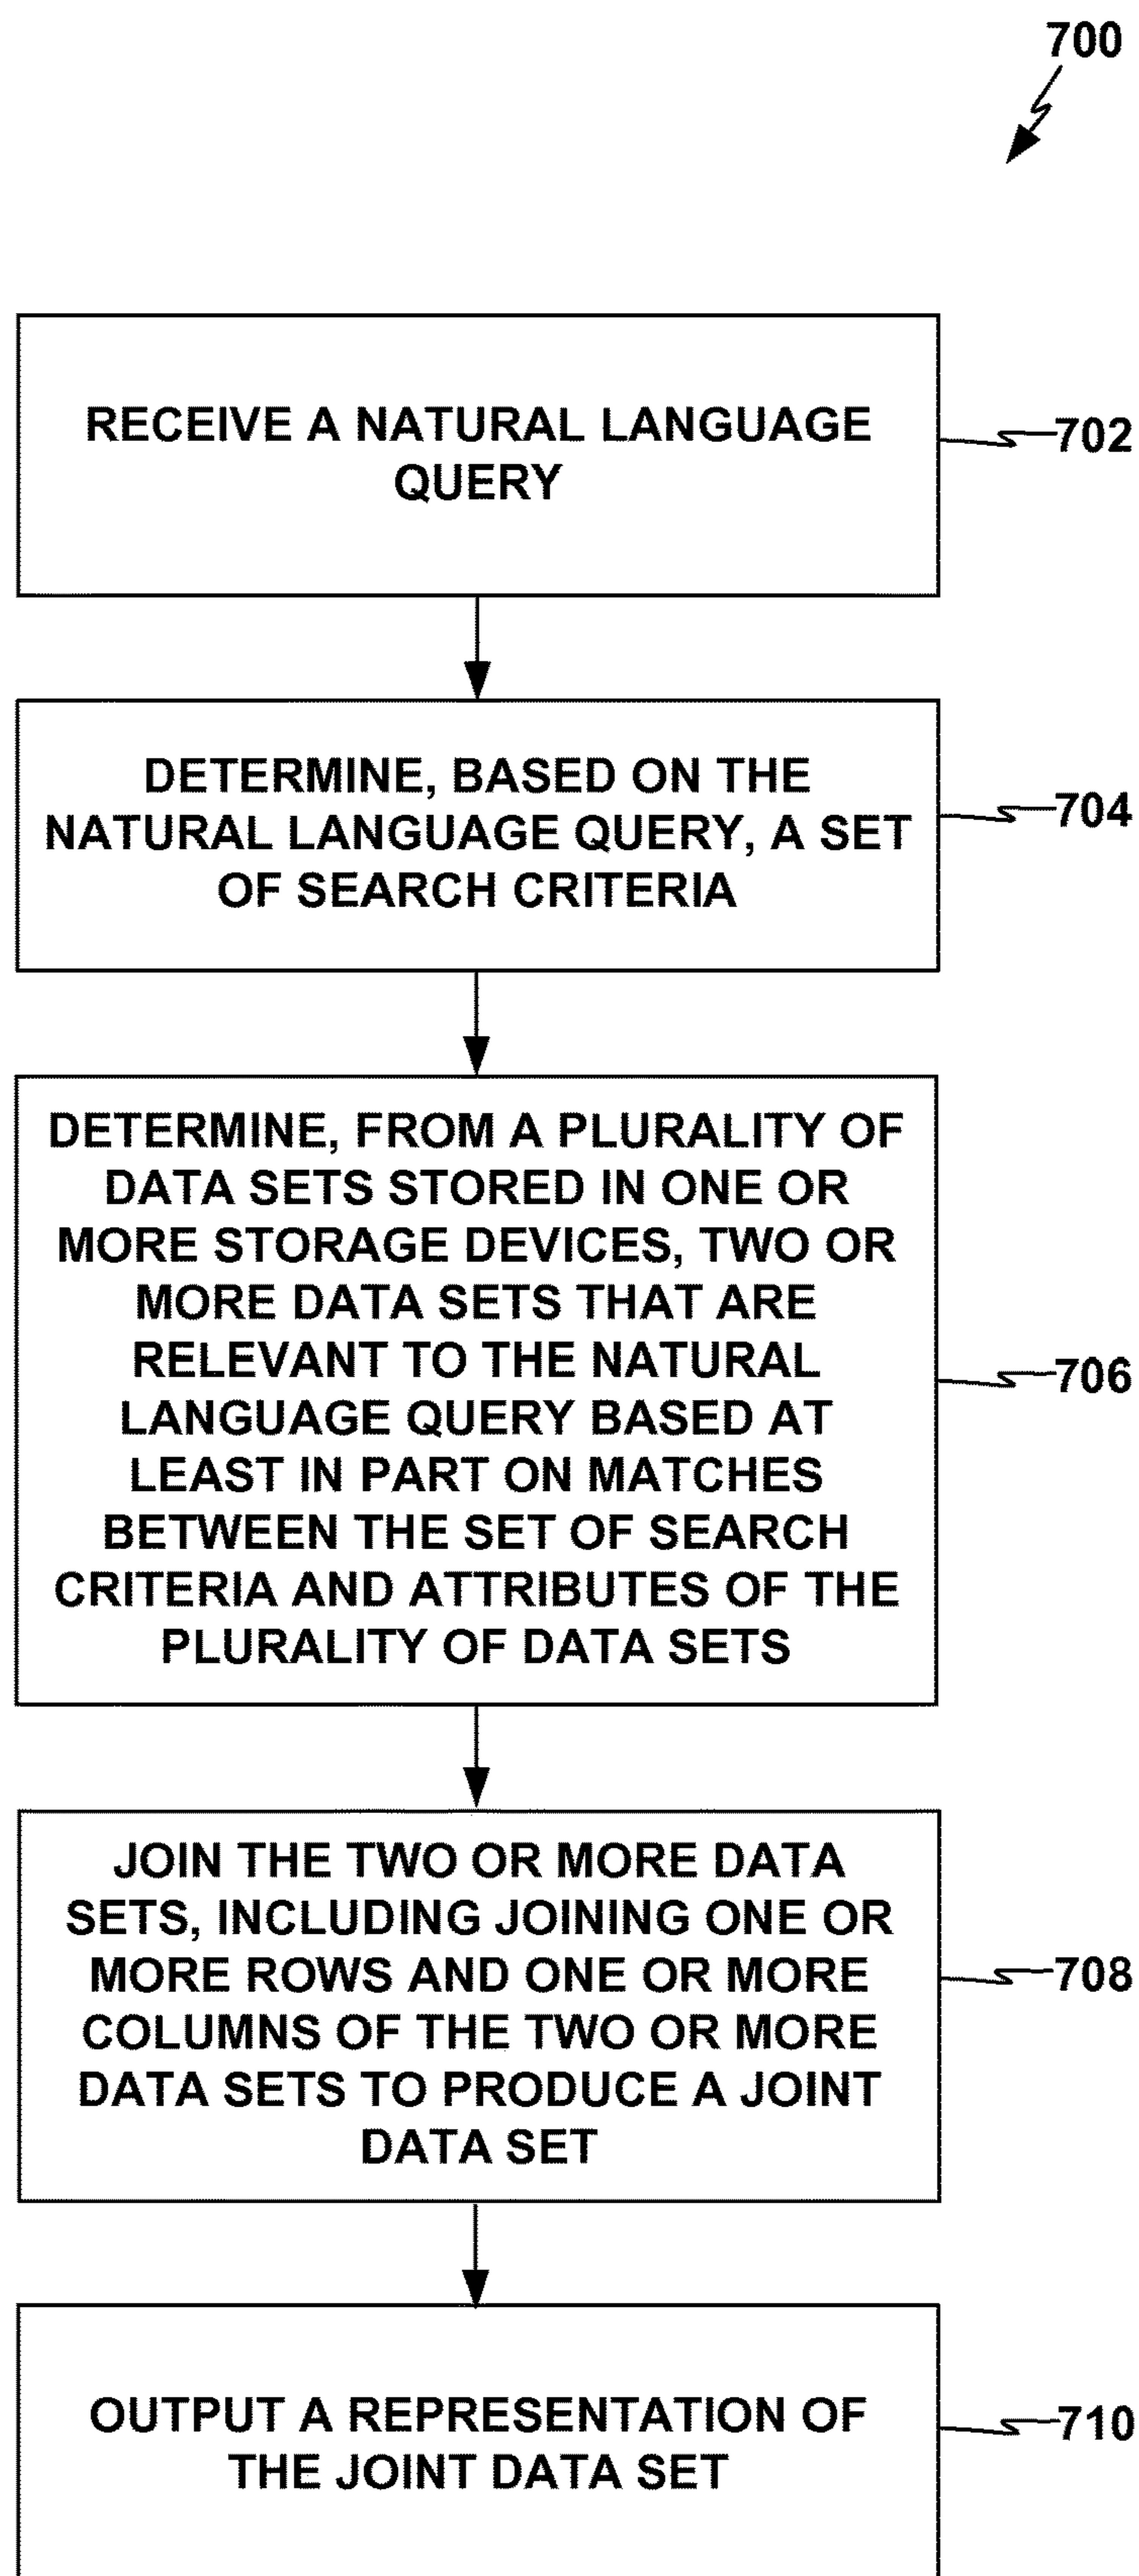 700
RECEIVE A NATURAL LANGUAGE
QUERY
702
DETERMINE, BASED ON THE
NATURAL LANGUAGE QUERY, A SET
OF SEARCH CRITERIA
704
DETERMINE, FROM A PLURALITY OF
DATA SETS STORED IN ONE OR
MORE STORAGE DEVICES, TWO OR
MORE DATA SETS THAT ARE
RELEVANT TO THE NATURAL
LANGUAGE QUERY BASED AT
LEAST IN PART ON MATCHES
BETWEEN THE SET OF SEARCH
CRITERIA AND ATTRIBUTES OF THE
PLURALITY OF DATA SETS
706
JOIN THE TWO OR MORE DATA
SETS, INCLUDING JOINING ONE OR
MORE ROWS AND ONE OR MORE
COLUMNS OF THE TWO OR MORE
DATA SETS TO PRODUCE A JOINT
DATA SET
708
OUTPUT A REPRESENTATION OF
THE JOINT DATA SET
710